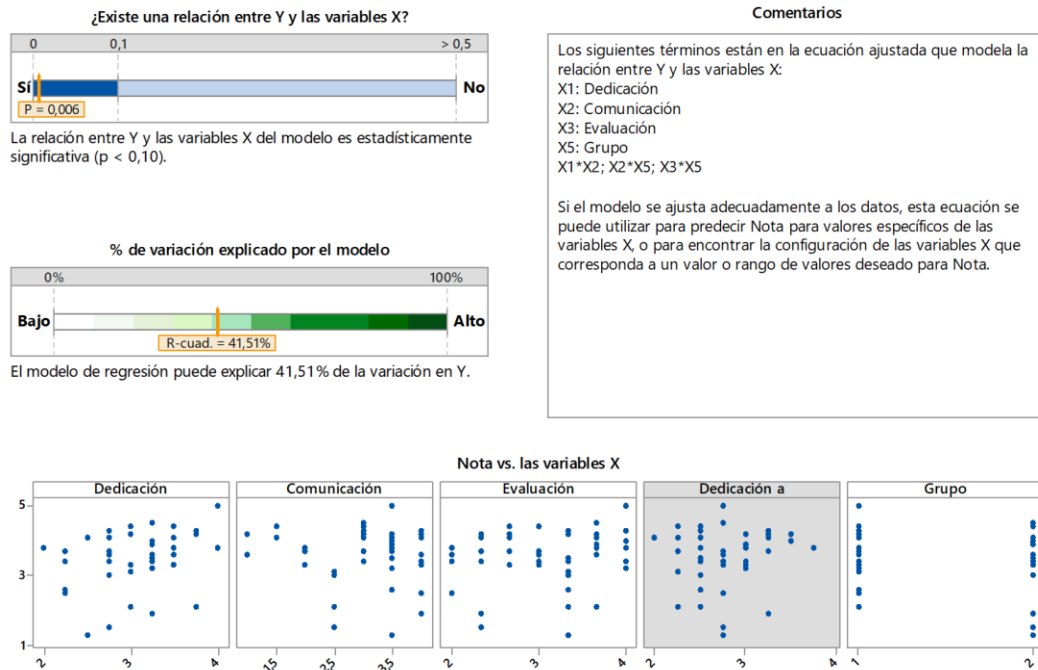 ¿Existe una relación entre Y y las variables X?
0 0,1 > 0,5
Sí No
P = 0,006
La relación entre Y y las variables X del modelo es estadísticamente
significativa (p < 0,10).
% de variación explicado por el modelo
0% 100%
Bajo Alto
R-cuad. = 41,51%
El modelo de regresión puede explicar 41,51% de la variación en Y.
Comentarios
Los siguientes términos están en la ecuación ajustada que modela la
relación entre Y y las variables X:
X1: Dedicación
X2: Comunicación
X3: Evaluación
X5: Grupo
X1*X2; X2*X5; X3*X5
Si el modelo se ajusta adecuadamente a los datos, esta ecuación se
puede utilizar para predecir Nota para valores específicos de las
variables X, o para encontrar la configuración de las variables X que
corresponda a un valor o rango de valores deseado para Nota.
Nota vs. las variables X
Dedicación Comunicación Evaluación Dedicación a Grupo
5
3
1
2 3 4 1,5 2,5 3,5 2 3 4 2 3 4 1 2